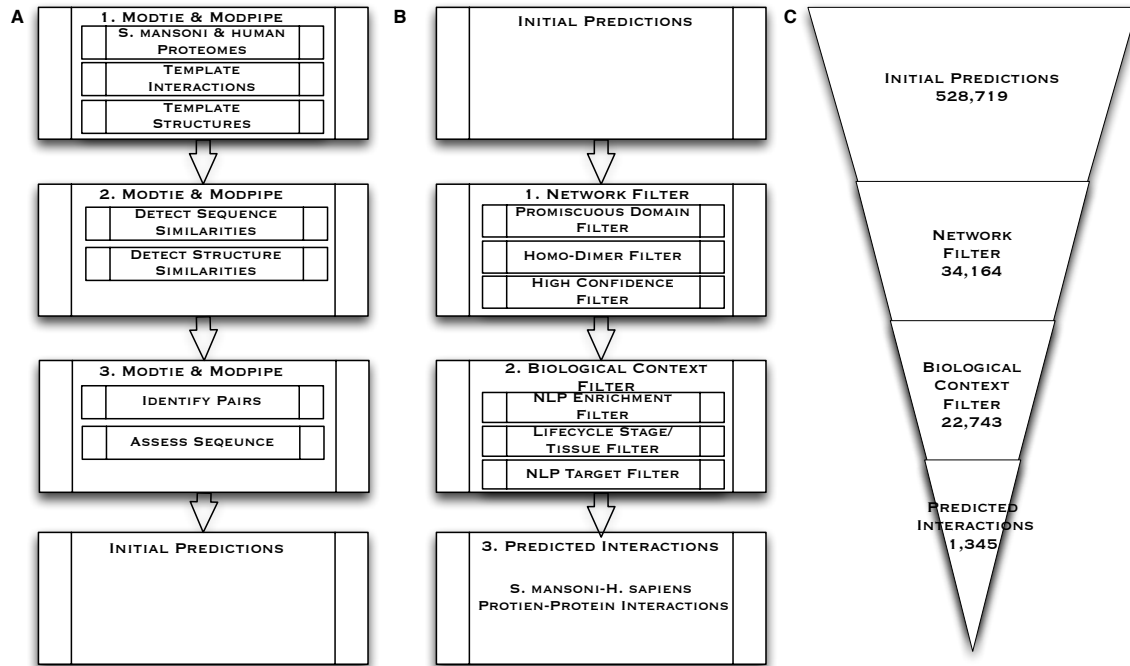 A
1. Modtie & Modpipe
S. mansoni & human
Proteomes
Template
Interactions
Template
Structures
2. Modtie & Modpipe
Detect Sequence
Similarities
Detect Structure
Similarities
3. Modtie & Modpipe
Identify Pairs
Assess Seqeunce
Initial Predictions
B
Initial Predictions
1. Network Filter
Promiscuous Domain
Filter
Homo-Dimer Filter
High Confidence
Filter
2. Biological Context
Filter
NLP Enrichment
Filter
Lifecycle Stage/
Tissue Filter
NLP Target Filter
3. Predicted Interactions
S. mansoni-H. sapiens
Protien-Protein Interactions
C
Initial Predictions
528,719
Network
Filter
34,164
Biological
Context
Filter
22,743
Predicted
Interactions
1,345